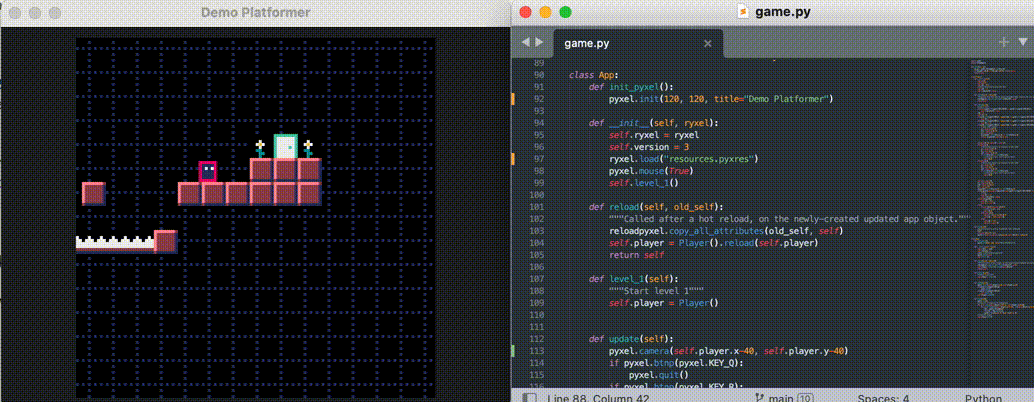 Demo Platformer
game.py
game.py
89
90 class App:
91 def init_pyxel():
92 pyxel.init(120, 120, title="Demo Platformer")
93
94 def __init__(self, ryxel):
95 self.ryxel = ryxel
96 self.version = 3
97 ryxel.load("resources.pyxres")
98 pyxel.mouse(True)
99 self.level_1()
100
101 def reload(self, old_self):
102 """Called after a hot reload, on the newly-created updated app object."""
103 reloadpyxel.copy_all_attributes(old_self, self)
104 self.player = Player().reload(self.player)
105 return self
106
107 def level_1(self):
108 """Start level 1"""
109 self.player = Player()
110
111
112 def update(self):
113 pyxel.camera(self.player.x-40, self.player.y-40)
114 if pyxel.btnp(pyxel.KEY_Q):
115 pyxel.quit()
116 if pyxel.btnp(pyxel.KEY_R):
Line 88, Column 42 main 10 Spaces: 4 Python